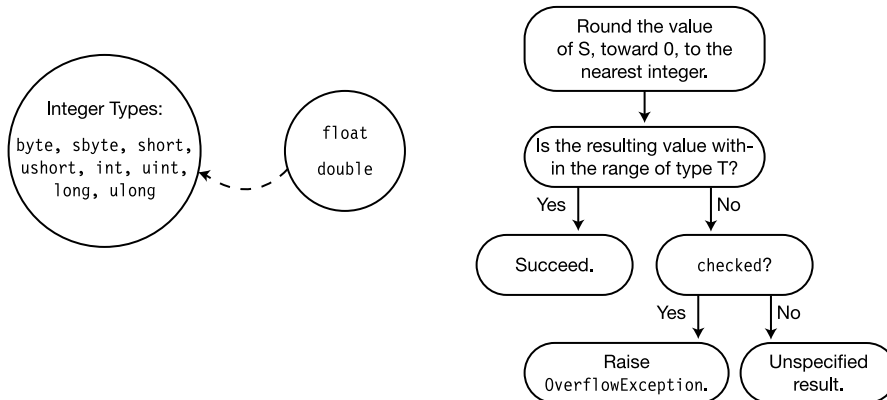 Integer Types:
byte, sbyte, short,
ushort, int, uint,
long, ulong
float
double
Round the value
of S, toward 0, to the
nearest integer.
Is the resulting value with-
in the range of type T?
Yes
No
Succeed.
checked?
Yes
No
Raise
OverflowException.
Unspecified
result.